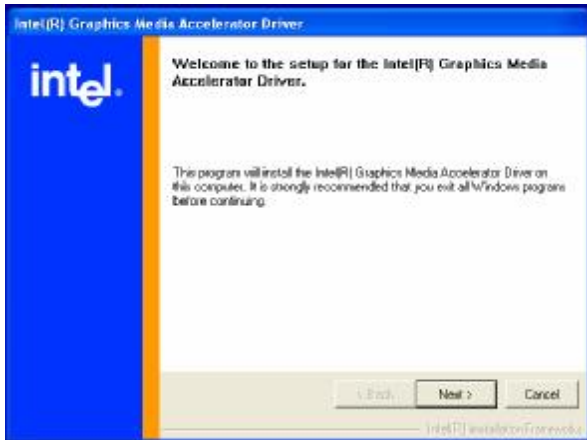 Intel(R) Graphics Media Accelerator Driver
intel.
Welcome to the setup for the Intel(R) Graphics Media
Accelerator Driver.
This program will install the Intel(R) Graphics Media Accelerator Driver on
this computer. It is strongly recommended that you exit all Windows programs
before continuing.
< Back
Next >
Cancel
Intel(R) Installation Frameworks